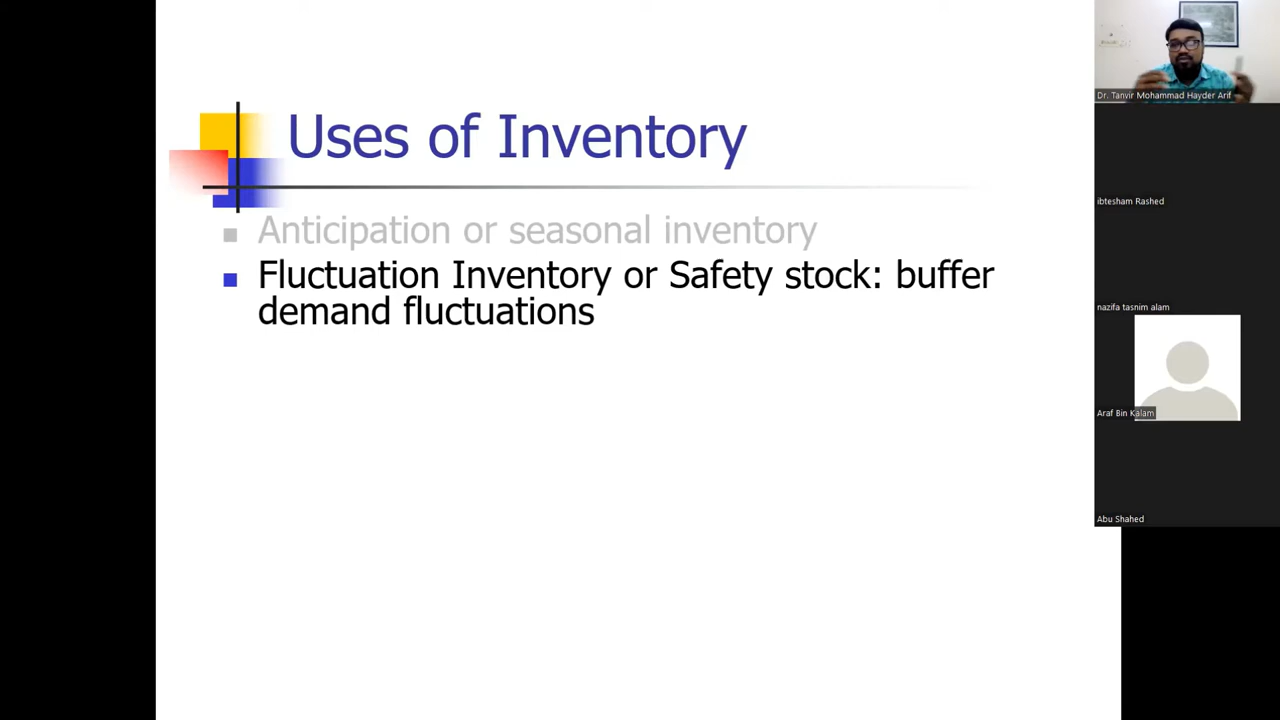 Uses of Inventory
Anticipation or seasonal inventory
Fluctuation Inventory or Safety stock: buffer
demand fluctuations
Dr. Tanvir Mohammad Hayder Arif
ibtesham Rashed
nazifa tasnim alam
Araf Bin Kalam
Abu Shahed